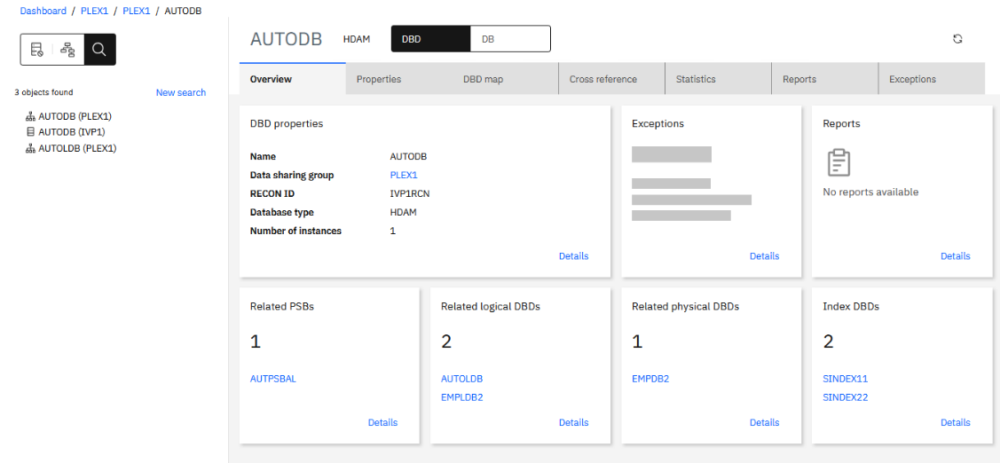 Dashboard / PLEX1 / PLEX1 / AUTODB
3 objects found New search
AUTODB (PLEX1)
AUTODB (IVP1)
AUTOLDB (PLEX1)
AUTODB HDAM DBD DB
Overview Properties DBD map Cross reference Statistics Reports Exceptions
DBD properties
Name AUTODB
Data sharing group PLEX1
RECON ID IVP1RCN
Database type HDAM
Number of instances 1
Details
Exceptions
Details
Reports
No reports available
Details
Related PSBs
1
AUTPSBAL
Details
Related logical DBDs
2
AUTOLDB
EMPLDB2
Details
Related physical DBDs
1
EMPDB2
Details
Index DBDs
2
SINDEX11
SINDEX22
Details